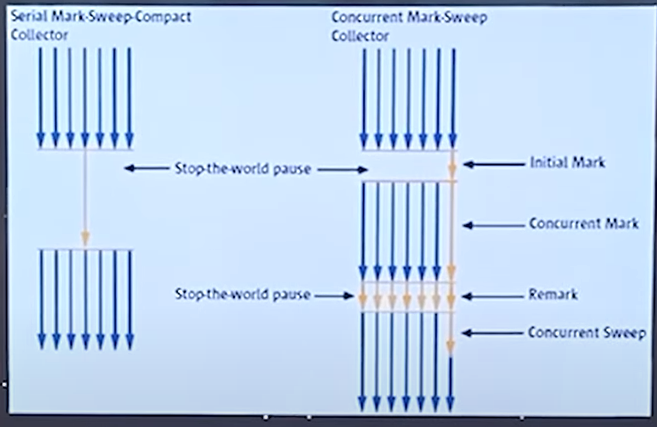 Serial Mark-Sweep-Compact
Collector
Concurrent Mark-Sweep
Collector
Stop-the-world pause
Initial Mark
Concurrent Mark
Stop-the-world pause
Remark
Concurrent Sweep